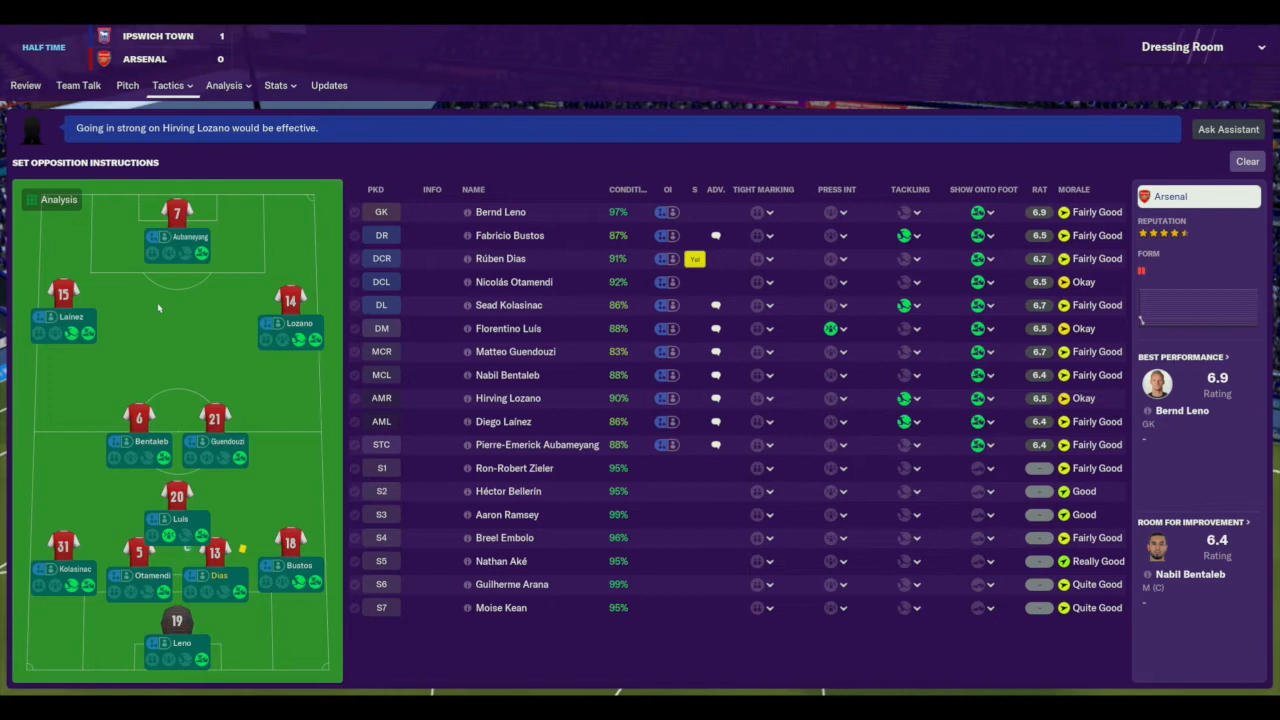 HALF TIME
IPSWICH TOWN 1
ARSENAL 0
Dressing Room
Review Team Talk Pitch Tactics Analysis Stats Updates
Going in strong on Hirving Lozano would be effective.
Ask Assistant
SET OPPOSITION INSTRUCTIONS
Clear
Analysis
7
Aubameyang
15
Laínez
14
Lozano
6
Bentaleb
21
Guendouzi
20
Luís
31
Kolasinac
5
Otamendi
13
Dias
18
Bustos
19
Leno
PKD INFO NAME CONDITI... OI S ADV. TIGHT MARKING PRESS INT TACKLING SHOW ONTO FOOT RAT MORALE
GK Bernd Leno 97% 6.9 Fairly Good
DR Fabricio Bustos 87% 6.5 Fairly Good
DCR Rúben Dias 91% Yel 6.7 Fairly Good
DCL Nicolás Otamendi 92% 6.5 Okay
DL Sead Kolasinac 86% 6.7 Fairly Good
DM Florentino Luís 88% 6.5 Okay
MCR Matteo Guendouzi 83% 6.7 Fairly Good
MCL Nabil Bentaleb 88% 6.4 Fairly Good
AMR Hirving Lozano 90% 6.5 Okay
AML Diego Laínez 86% 6.4 Fairly Good
STC Pierre-Emerick Aubameyang 88% 6.4 Fairly Good
S1 Ron-Robert Zieler 95% - Fairly Good
S2 Héctor Bellerín 95% - Good
S3 Aaron Ramsey 99% - Good
S4 Breel Embolo 96% - Fairly Good
S5 Nathan Aké 95% - Really Good
S6 Guilherme Arana 99% - Quite Good
S7 Moise Kean 95% - Quite Good
Arsenal
REPUTATION
FORM
BEST PERFORMANCE >
6.9
Rating
Bernd Leno
GK
-
ROOM FOR IMPROVEMENT >
6.4
Rating
Nabil Bentaleb
M (C)
-